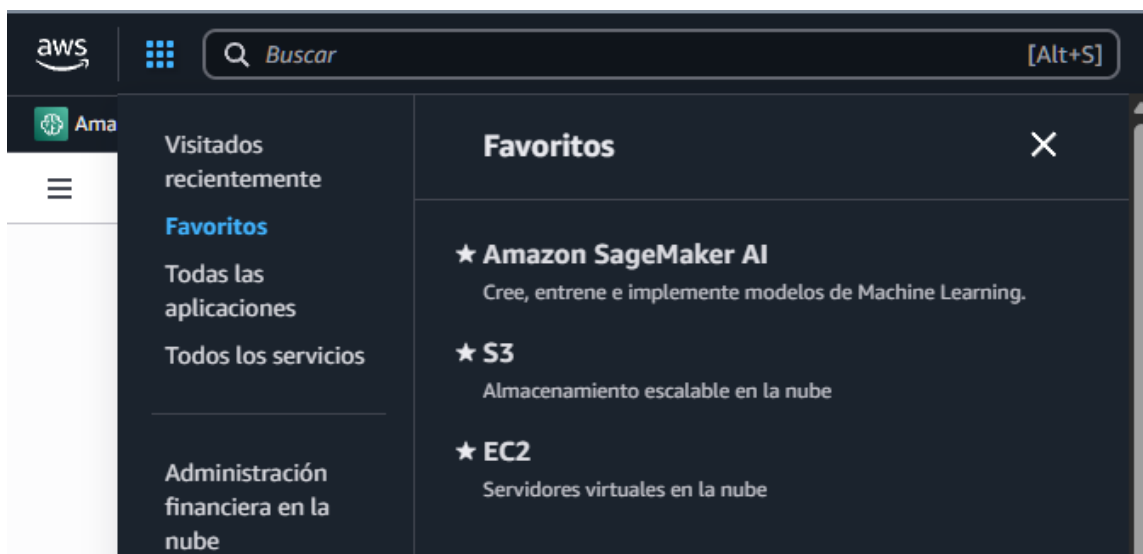 aws
Buscar
[Alt+S]
Ama
Visitados
recientemente
Favoritos
Todas las
aplicaciones
Todos los servicios
Administración
financiera en la
nube
Favoritos
Amazon SageMaker AI
Cree, entrene e implemente modelos de Machine Learning.
S3
Almacenamiento escalable en la nube
EC2
Servidores virtuales en la nube